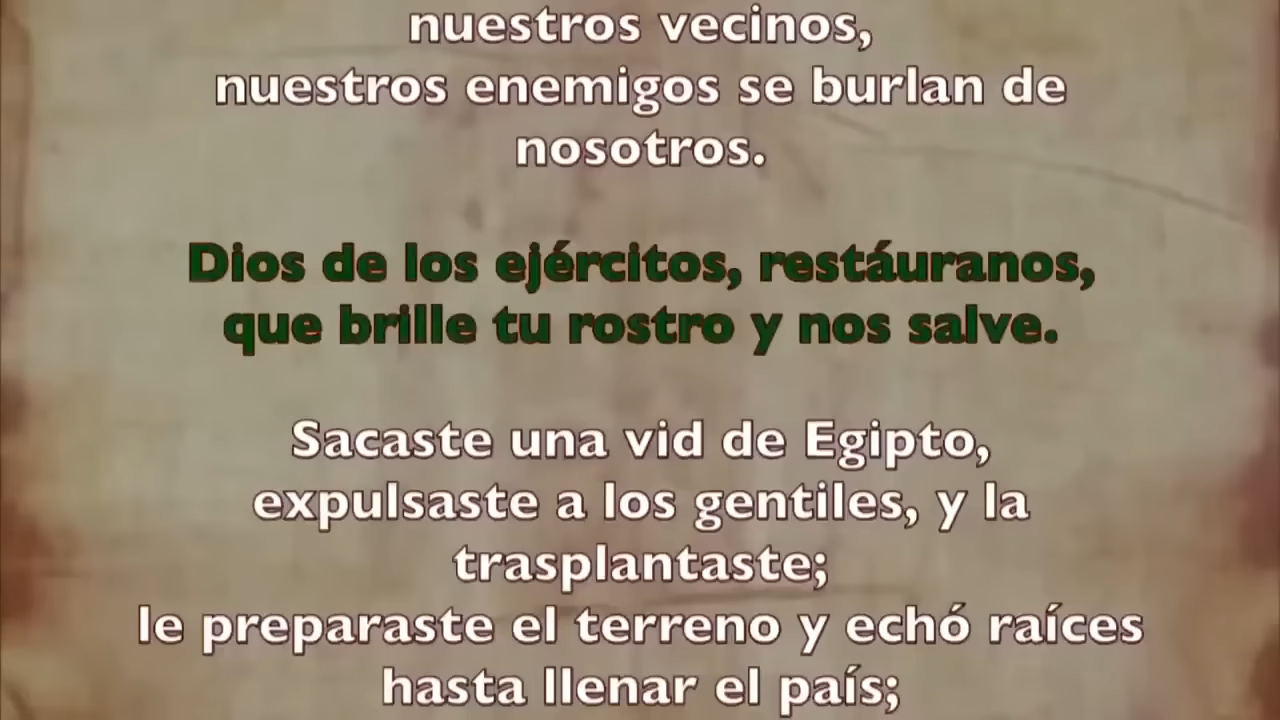 nuestros vecinos,
nuestros enemigos se burlan de
nosotros.
Dios de los ejércitos, restáuranos,
que brille tu rostro y nos salve.
Sacaste una vid de Egipto,
expulsaste a los gentiles, y la
trasplantaste;
le preparaste el terreno y echó raíces
hasta llenar el país;